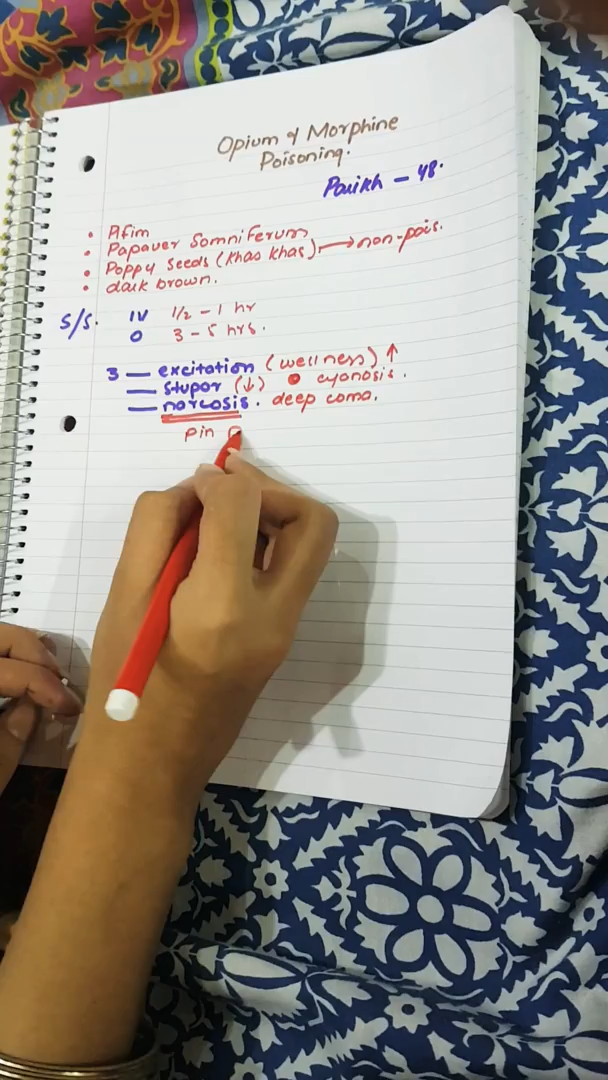 Opium & Morphine
Poisoning.
Parikh - 48.
• Afim
• Papaver Somniferum
• Poppy Seeds (Khas Khas) → non-pois.
• dark brown.
S/S. IV 1/2 - 1 hr
O 3 - 5 hrs.
3 — excitation (wellness) ↑
— stupor (↓) • cyanosis.
— narcosis. deep coma.
pin